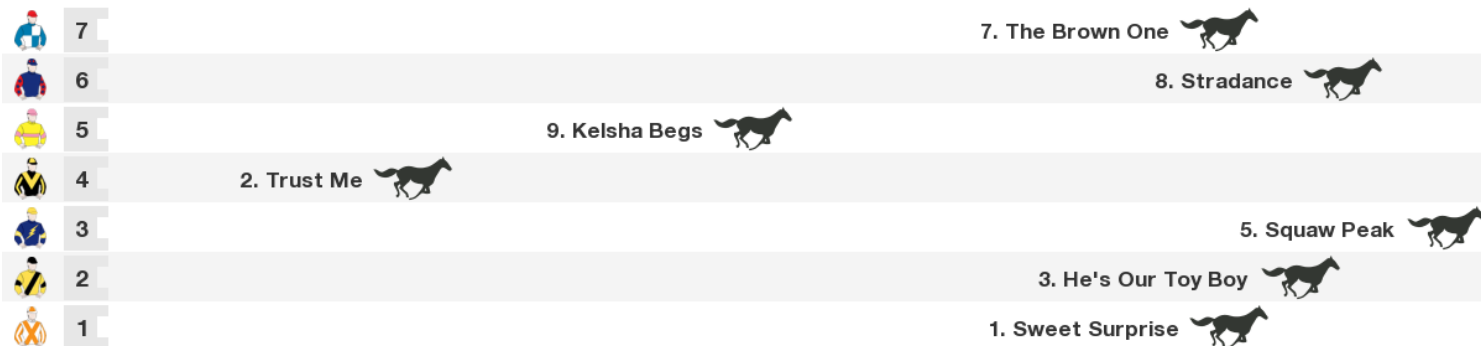 7 7. The Brown One
6 8. Stradance
5 9. Kelsha Begs
4 2. Trust Me
3 5. Squaw Peak
2 3. He's Our Toy Boy
1 1. Sweet Surprise